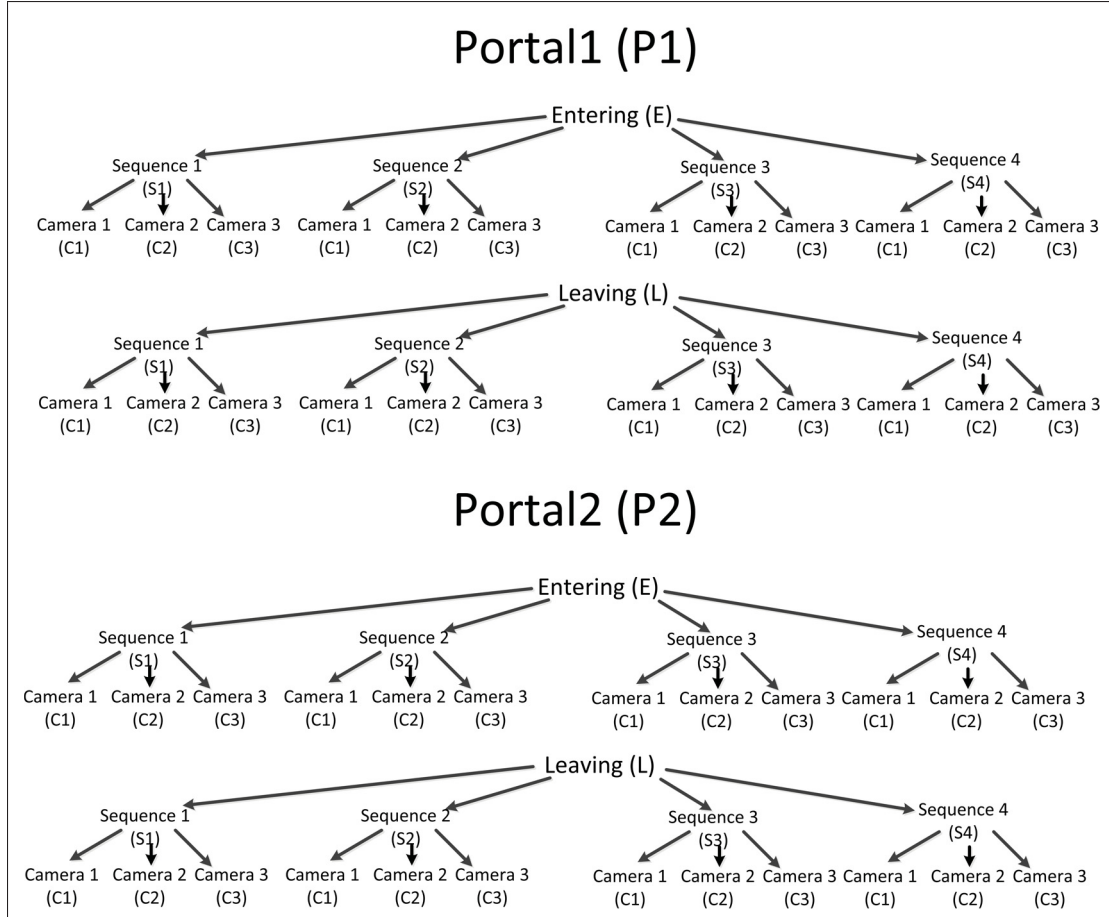 Portal1 (P1)
Entering (E)
Sequence 1 Sequence 2 Sequence 3 Sequence 4
(S1) (S2) (S3) (S4)
Camera 1 Camera 2 Camera 3 Camera 1 Camera 2 Camera 3 Camera 1 Camera 2 Camera 3 Camera 1 Camera 2 Camera 3
(C1) (C2) (C3) (C1) (C2) (C3) (C1) (C2) (C3) (C1) (C2) (C3)
Leaving (L)
Sequence 1 Sequence 2 Sequence 3 Sequence 4
(S1) (S2) (S3) (S4)
Camera 1 Camera 2 Camera 3 Camera 1 Camera 2 Camera 3 Camera 1 Camera 2 Camera 3 Camera 1 Camera 2 Camera 3
(C1) (C2) (C3) (C1) (C2) (C3) (C1) (C2) (C3) (C1) (C2) (C3)
Portal2 (P2)
Entering (E)
Sequence 1 Sequence 2 Sequence 3 Sequence 4
(S1) (S2) (S3) (S4)
Camera 1 Camera 2 Camera 3 Camera 1 Camera 2 Camera 3 Camera 1 Camera 2 Camera 3 Camera 1 Camera 2 Camera 3
(C1) (C2) (C3) (C1) (C2) (C3) (C1) (C2) (C3) (C1) (C2) (C3)
Leaving (L)
Sequence 1 Sequence 2 Sequence 3 Sequence 4
(S1) (S2) (S3) (S4)
Camera 1 Camera 2 Camera 3 Camera 1 Camera 2 Camera 3 Camera 1 Camera 2 Camera 3 Camera 1 Camera 2 Camera 3
(C1) (C2) (C3) (C1) (C2) (C3) (C1) (C2) (C3) (C1) (C2) (C3)